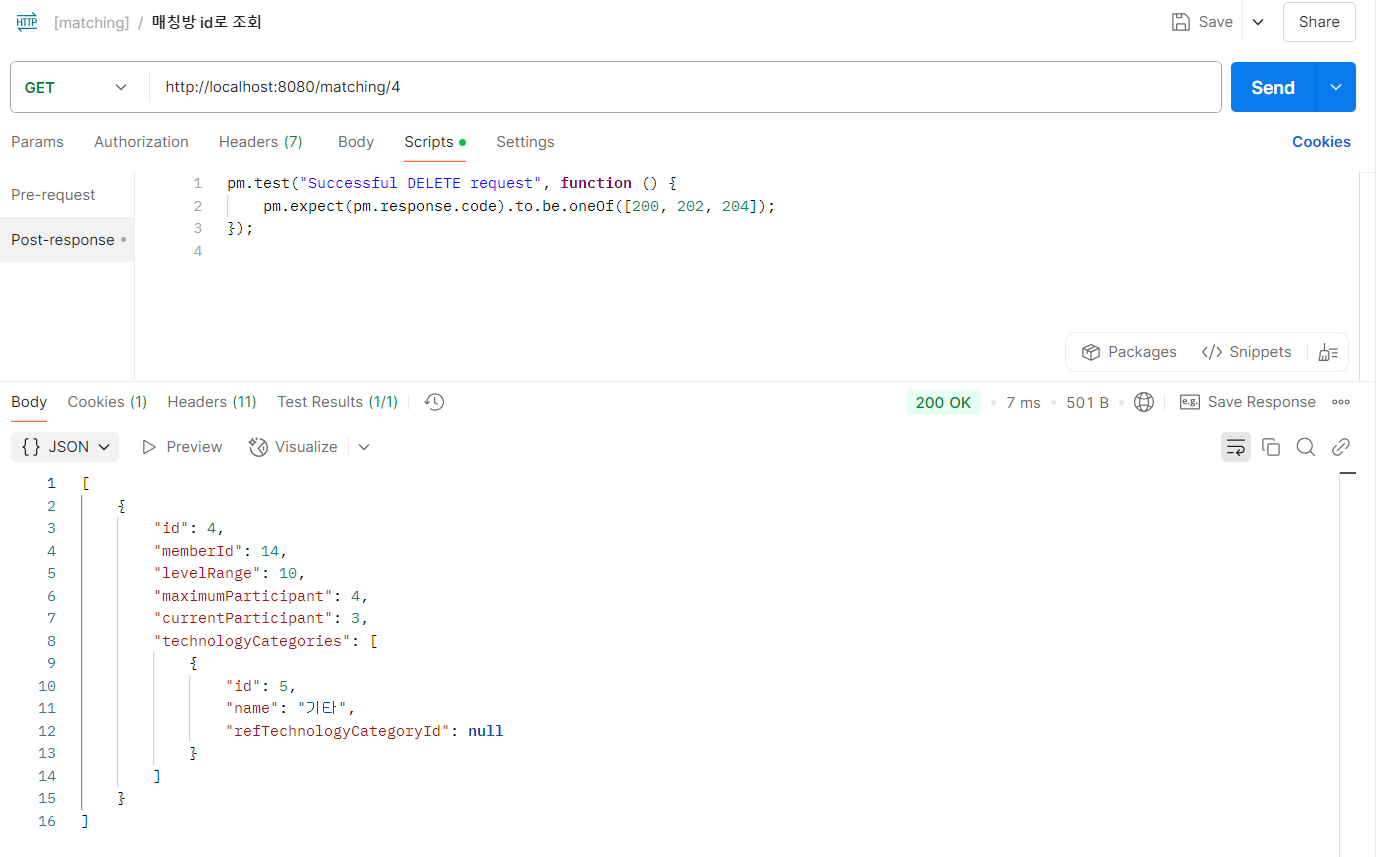 HTTP [matching] / 매칭방 id로 조회 Save Share
GET http://localhost:8080/matching/4 Send
Params Authorization Headers (7) Body Scripts Settings Cookies
Pre-request
Post-response
1 pm.test("Successful DELETE request", function () {
2 pm.expect(pm.response.code).to.be.oneOf([200, 202, 204]);
3 });
4
Packages </> Snippets
Body Cookies (1) Headers (11) Test Results (1/1) 200 OK 7 ms 501 B e.g. Save Response
{} JSON Preview Visualize
1 [
2 {
3 "id": 4,
4 "memberId": 14,
5 "levelRange": 10,
6 "maximumParticipant": 4,
7 "currentParticipant": 3,
8 "technologyCategories": [
9 {
10 "id": 5,
11 "name": "기타",
12 "refTechnologyCategoryId": null
13 }
14 ]
15 }
16 ]